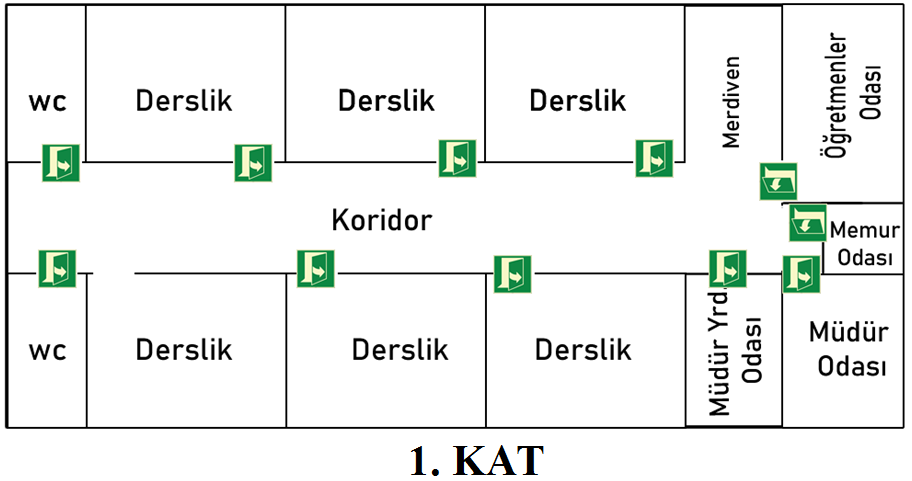 wc
Derslik
Derslik
Derslik
Merdiven
Öğretmenler
Odası
Koridor
Memur
Odası
wc
Derslik
Derslik
Derslik
Müdür Yrd.
Odası
Müdür
Odası
1. KAT